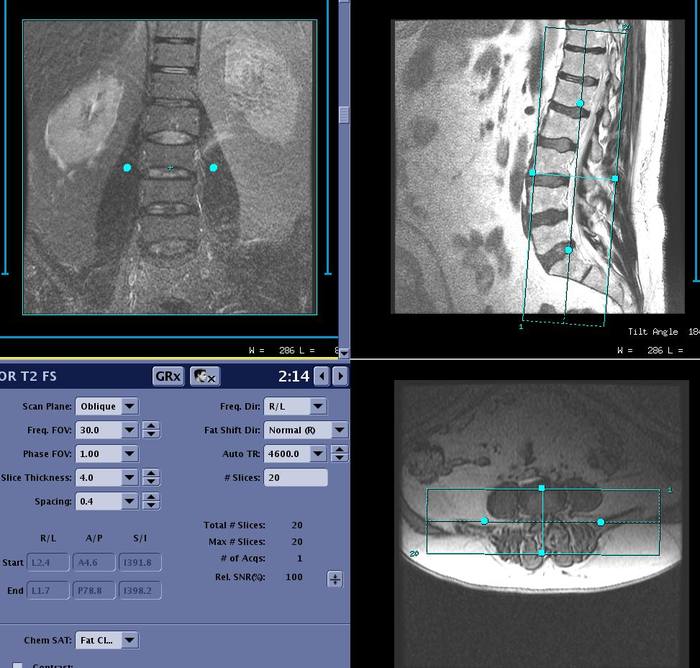 W = 286 L =
1
Tilt Angle 18
W = 286 L =
OR T2 FS GRx x 2:14
Scan Plane: Oblique Freq. Dir: R/L
Freq. FOV: 30.0 Fat Shift Dir: Normal (R)
Phase FOV: 1.00 Auto TR: 4600.0
Slice Thickness: 4.0 # Slices: 20
Spacing: 0.4
Total # Slices: 20
R/L A/P S/I Max # Slices: 20
# of Acqs: 1
Start L2.4 A4.6 I391.8 Rel. SNR(%): 100
End L1.7 P78.8 I398.2
Chem SAT: Fat Cl...
Contrast:
1
20